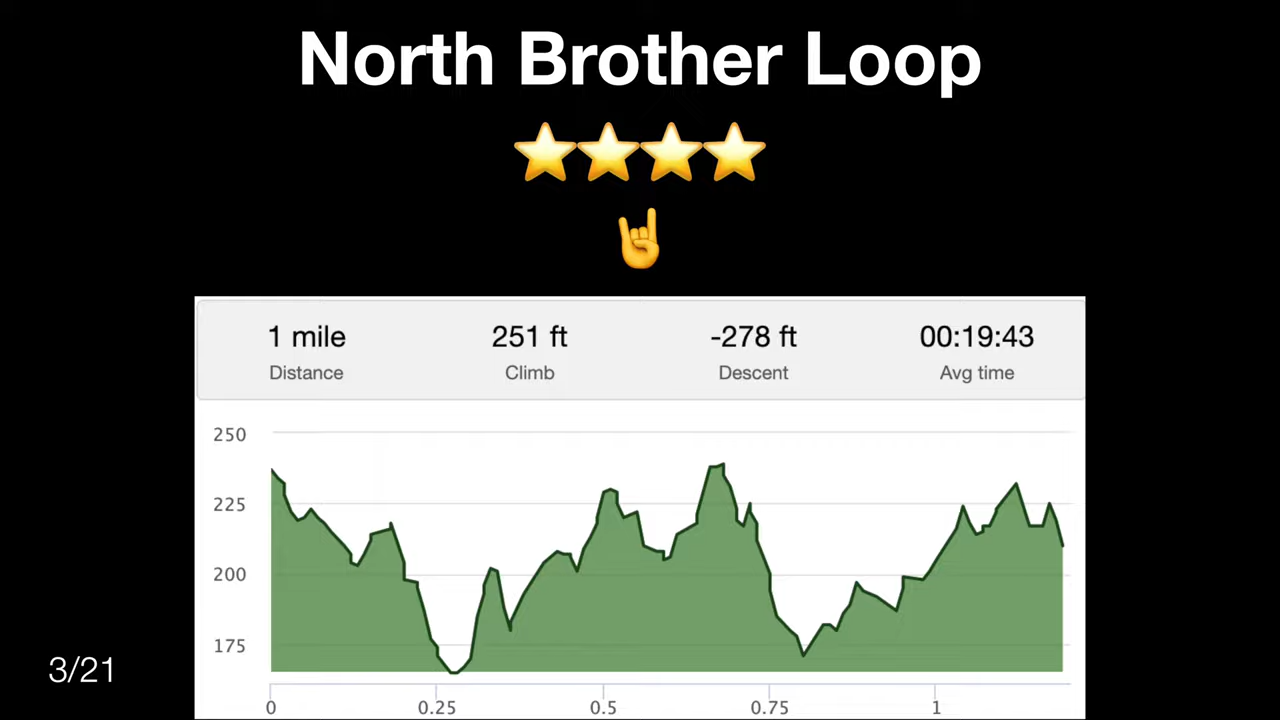 North Brother Loop
1 mile 251 ft -278 ft 00:19:43
Distance Climb Descent Avg time
250
225
200
175
0 0.25 0.5 0.75 1
3/21